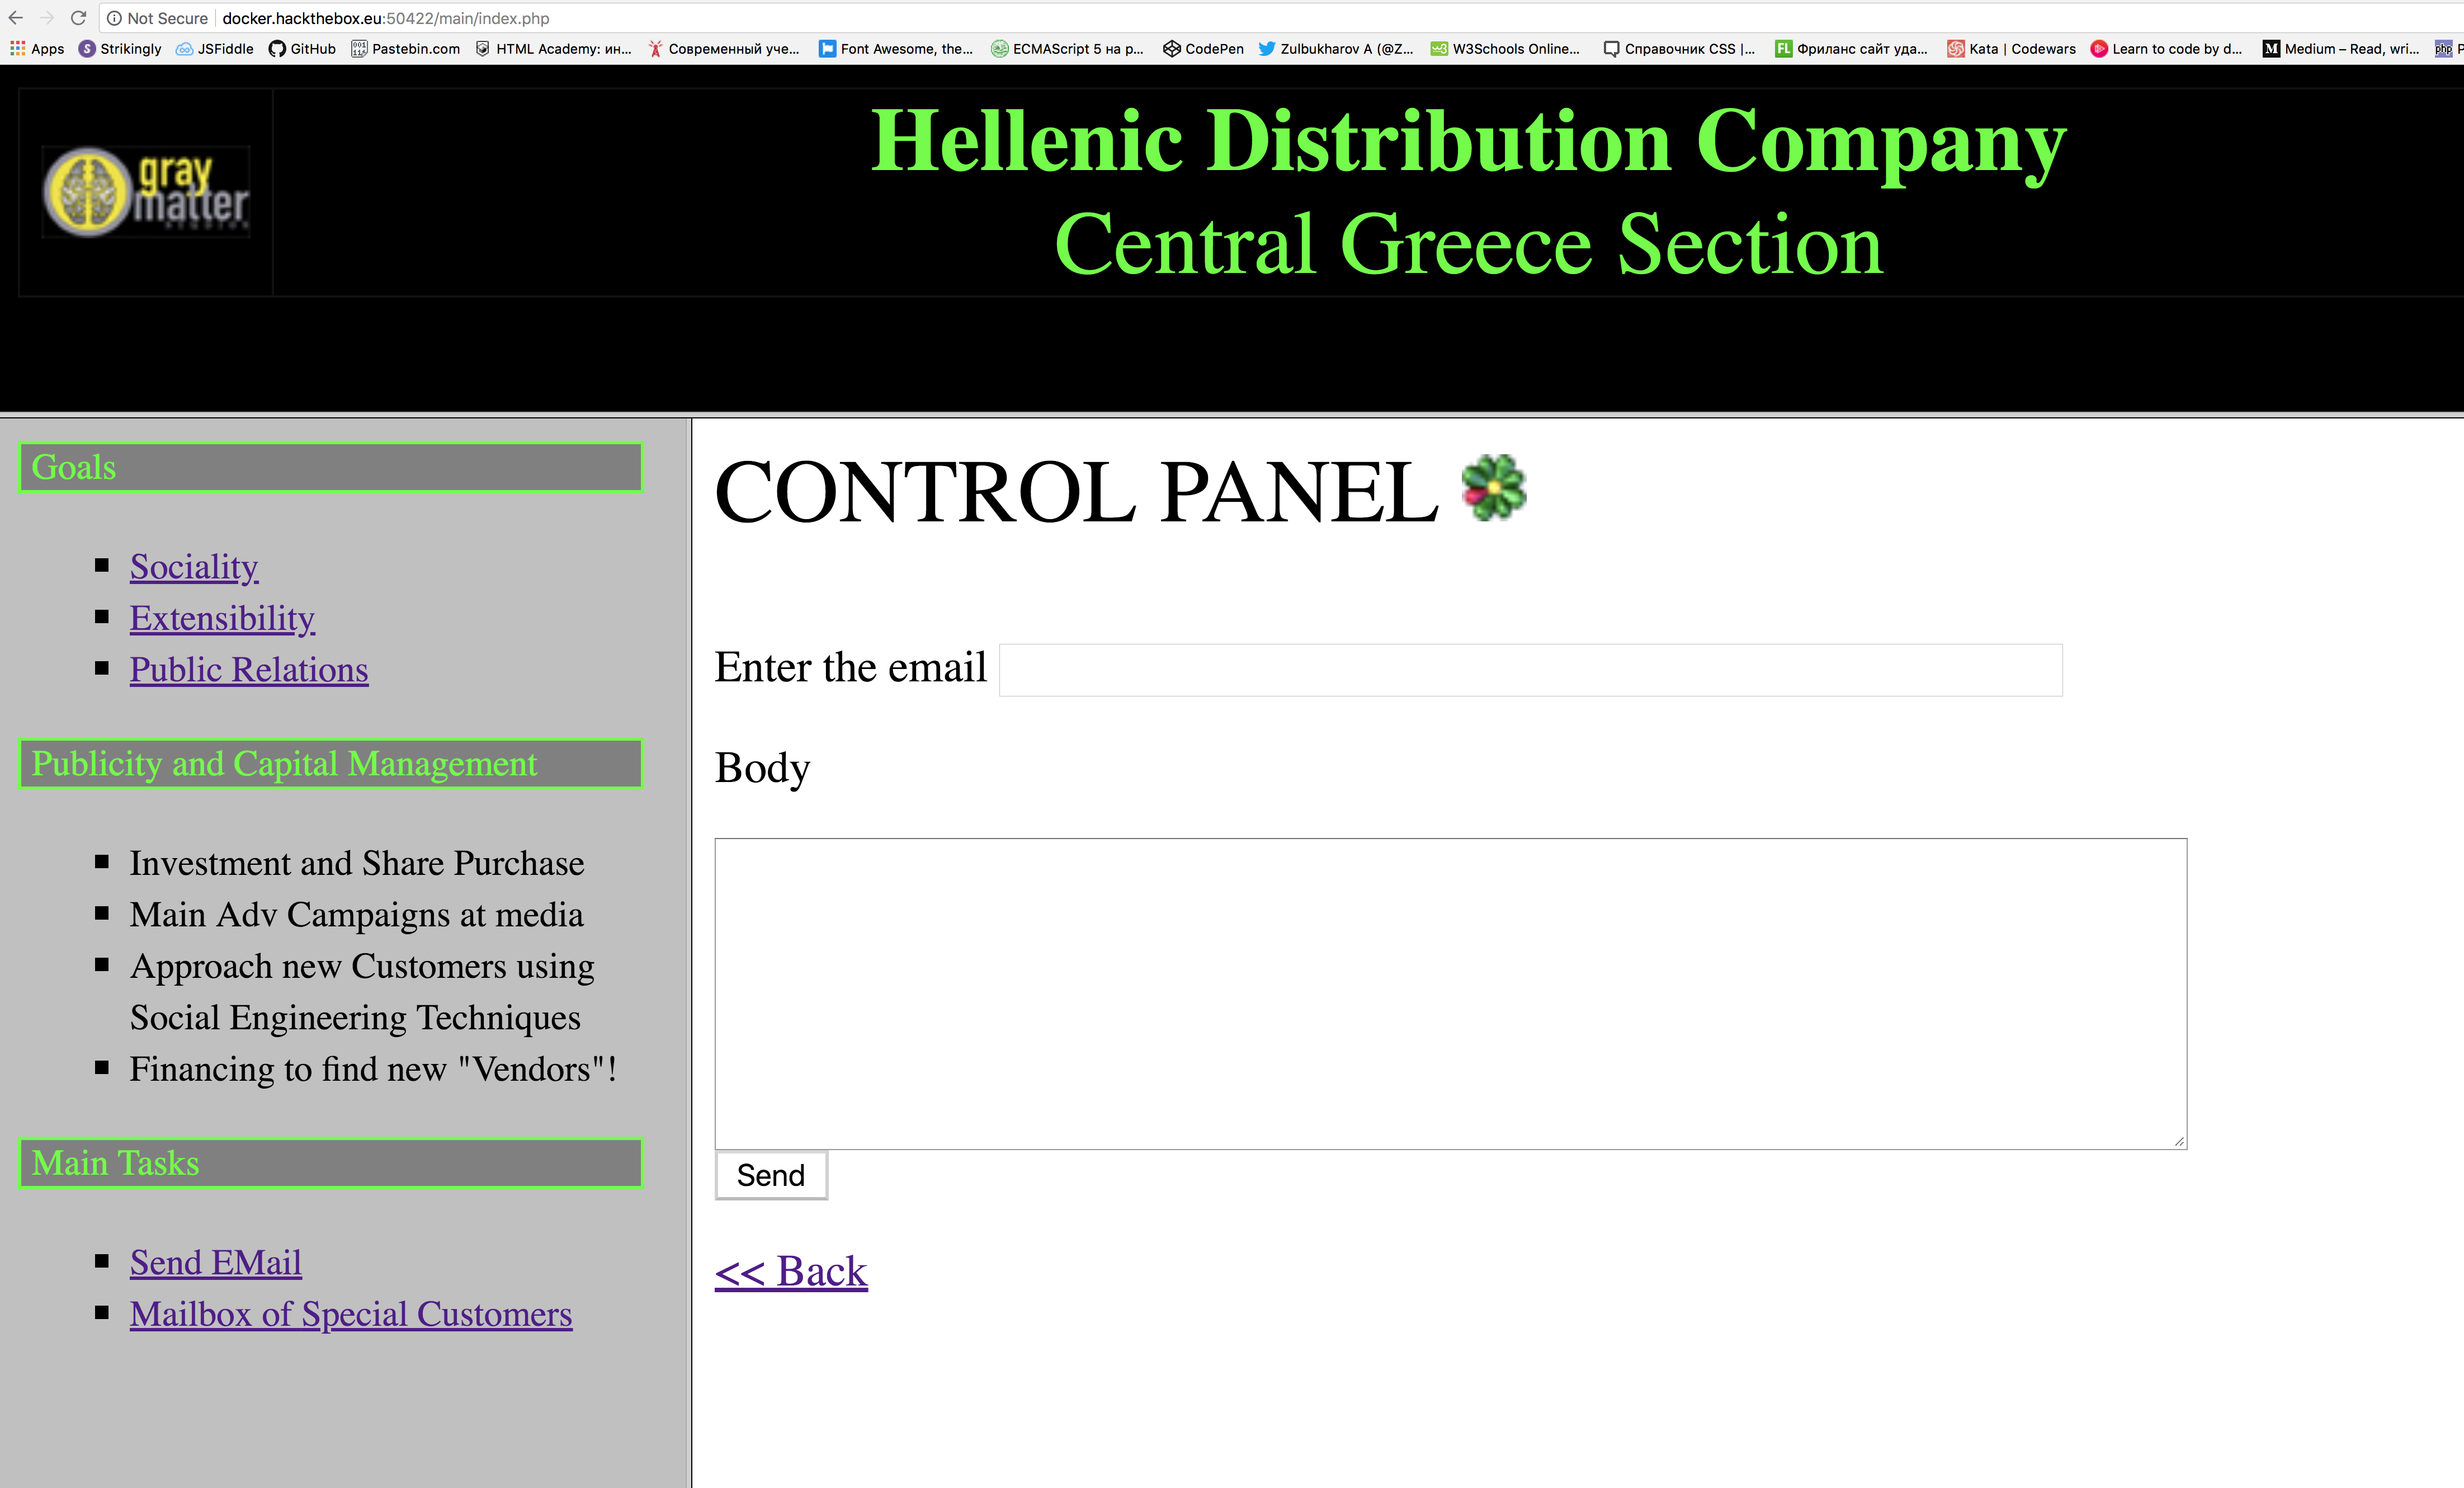 Not Secure docker.hackthebox.eu:50422/main/index.php
Apps Strikingly JSFiddle GitHub Pastebin.com HTML Academy: ин... Современный уче... Font Awesome, the... ECMAScript 5 на р... CodePen Zulbukharov A (@Z... W3Schools Online... Справочник CSS |... Фриланс сайт уда... Kata | Codewars Learn to code by d... Medium – Read, wri...
gray
matter
Hellenic Distribution Company
Central Greece Section
Goals
Sociality
Extensibility
Public Relations
Publicity and Capital Management
Investment and Share Purchase
Main Adv Campaigns at media
Approach new Customers using
Social Engineering Techniques
Financing to find new "Vendors"!
Main Tasks
Send EMail
Mailbox of Special Customers
CONTROL PANEL
Enter the email
Body
Send
<< Back